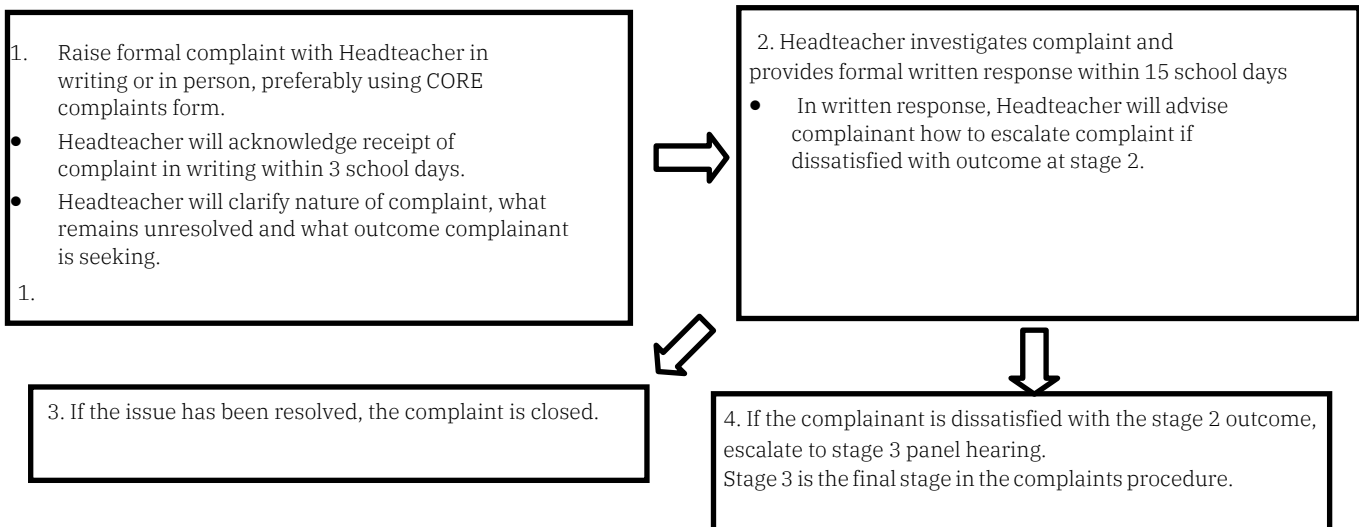 1. Raise formal complaint with Headteacher in
writing or in person, preferably using CORE
complaints form.
• Headteacher will acknowledge receipt of
complaint in writing within 3 school days.
• Headteacher will clarify nature of complaint, what
remains unresolved and what outcome complainant
is seeking.
1.
2. Headteacher investigates complaint and
provides formal written response within 15 school days
• In written response, Headteacher will advise
complainant how to escalate complaint if
dissatisfied with outcome at stage 2.
3. If the issue has been resolved, the complaint is closed.
4. If the complainant is dissatisfied with the stage 2 outcome,
escalate to stage 3 panel hearing.
Stage 3 is the final stage in the complaints procedure.